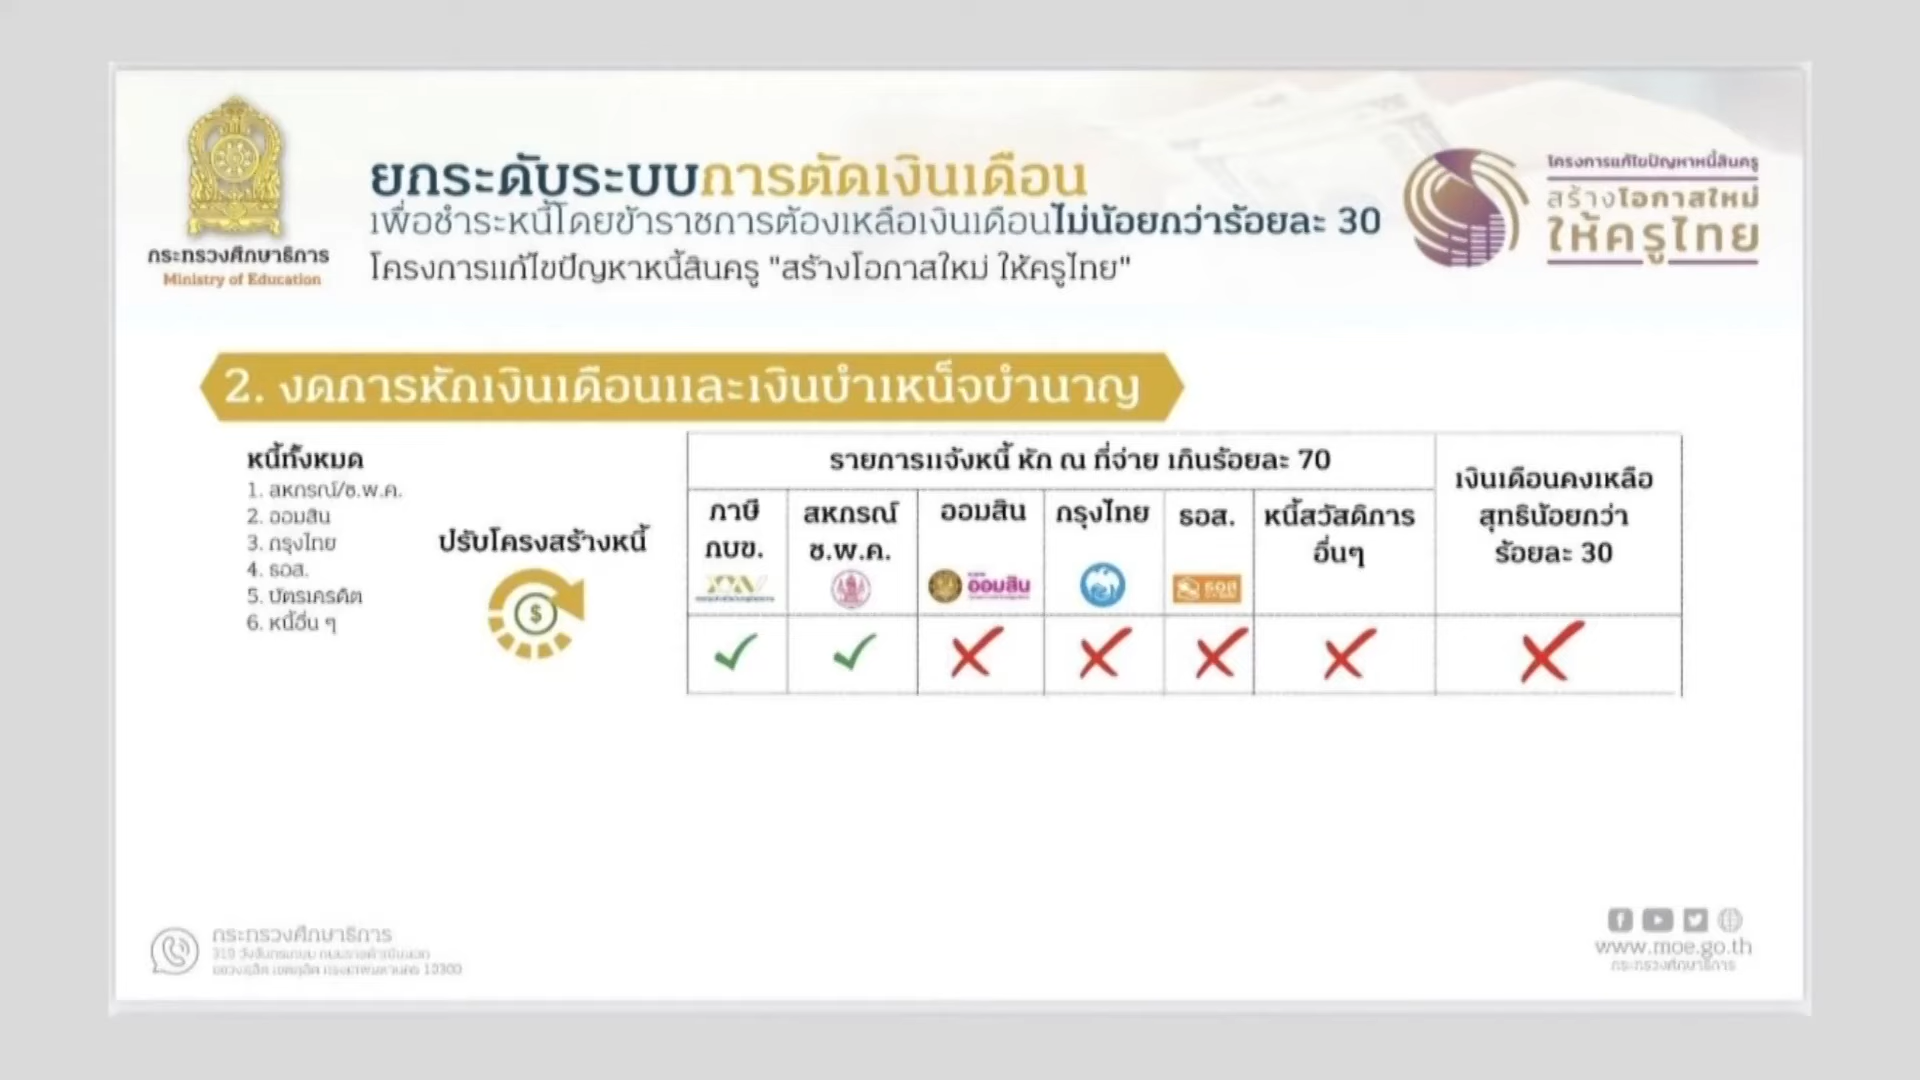 กระทรวงศึกษาธิการ
Ministry of Education
ยกระดับระบบการตัดเงินเดือน
เพื่อชำระหนี้โดยข้าราชการต้องเหลือเงินเดือนไม่น้อยกว่าร้อยละ 30
โครงการแก้ไขปัญหาหนี้สินครู "สร้างโอกาสใหม่ ให้ครูไทย"
โครงการแก้ไขปัญหาหนี้สินครู
สร้างโอกาสใหม่
ให้ครูไทย
2. งดการหักเงินเดือนและเงินบำเหน็จบำนาญ
หนี้ทั้งหมด
1. สหกรณ์/ช.พ.ค.
2. ออมสิน
3. กรุงไทย
4. ธอส.
5. บัตรเครดิต
6. หนี้อื่น ๆ
ปรับโครงสร้างหนี้
รายการแจ้งหนี้ หัก ณ ที่จ่าย เกินร้อยละ 70
ภาษี
กบข.
สหกรณ์
ช.พ.ค.
ออมสิน
ออมสิน
กรุงไทย
ธอส.
ธอส
หนี้สวัสดิการ
อื่นๆ
เงินเดือนคงเหลือ
สุทธิน้อยกว่า
ร้อยละ 30
กระทรวงศึกษาธิการ
10300
www.moe.go.th
กระทรวงศึกษาธิการ